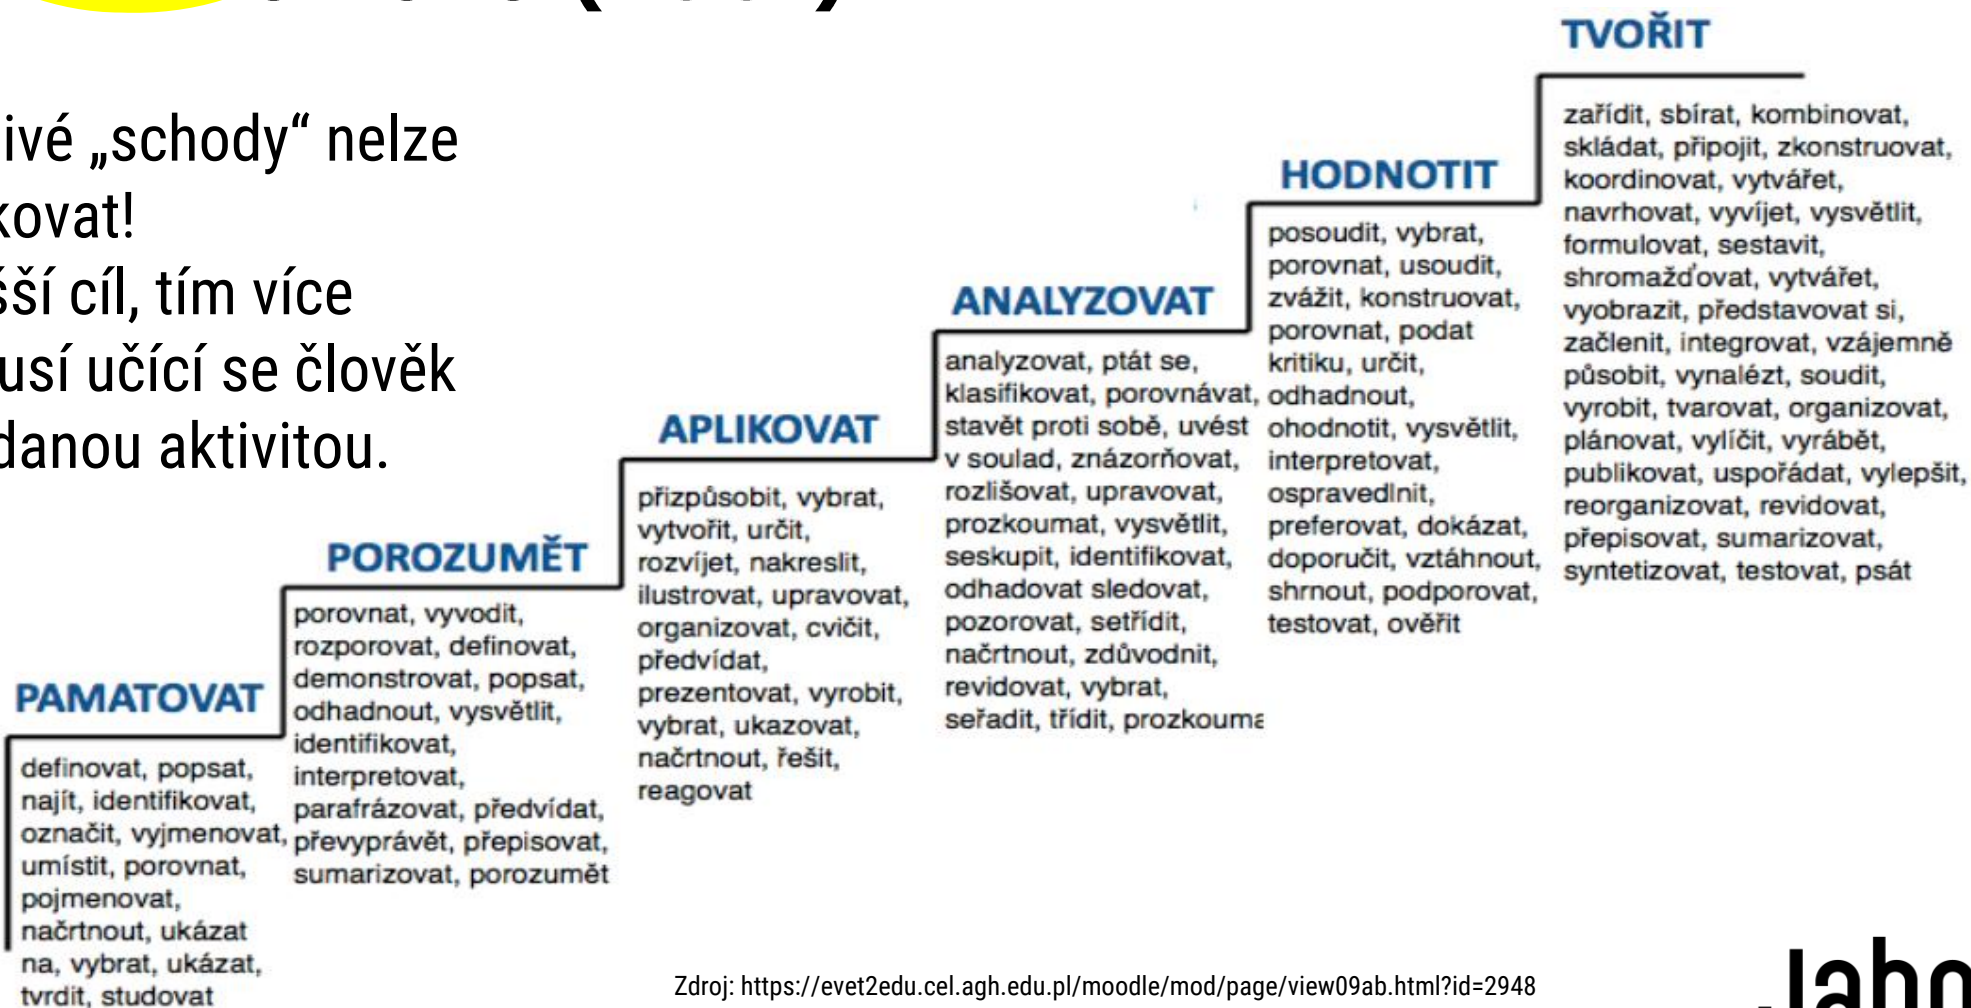 ivé „schody“ nelze
kovat!
šší cíl, tím více
usí učící se člověk
danou aktivitou.
PAMATOVAT
definovat, popsat,
najít, identifikovat,
označit, vyjmenovat,
umístit, porovnat,
pojmenovat,
načrtnout, ukázat
na, vybrat, ukázat,
tvrdit, studovat
POROZUMĚT
porovnat, vyvodit,
rozporovat, definovat,
demonstrovat, popsat,
odhadnout, vysvětlit,
identifikovat,
interpretovat,
parafrázovat, předvídat,
převyprávět, přepisovat,
sumarizovat, porozumět
APLIKOVAT
přizpůsobit, vybrat,
vytvořit, určit,
rozvíjet, nakreslit,
ilustrovat, upravovat,
organizovat, cvičit,
předvídat,
prezentovat, vyrobit,
vybrat, ukazovat,
načrtnout, řešit,
reagovat
ANALYZOVAT
analyzovat, ptát se,
klasifikovat, porovnávat,
stavět proti sobě, uvést
v soulad, znázorňovat,
rozlišovat, upravovat,
prozkoumat, vysvětlit,
seskupit, identifikovat,
odhadovat sledovat,
pozorovat, setřídit,
načrtnout, zdůvodnit,
revidovat, vybrat,
seřadit, třídit, prozkouma
HODNOTIT
posoudit, vybrat,
porovnat, usoudit,
zvážit, konstruovat,
porovnat, podat
kritiku, určit,
odhadnout,
ohodnotit, vysvětlit,
interpretovat,
ospravedlnit,
preferovat, dokázat,
doporučit, vztáhnout,
shrnout, podporovat,
testovat, ověřit
TVOŘIT
zařídit, sbírat, kombinovat,
skládat, připojit, zkonstruovat,
koordinovat, vytvářet,
navrhovat, vyvíjet, vysvětlit,
formulovat, sestavit,
shromažďovat, vytvářet,
vyobrazit, představovat si,
začlenit, integrovat, vzájemně
působit, vynalézt, soudit,
vyrobit, tvarovat, organizovat,
plánovat, vylíčit, vyrábět,
publikovat, uspořádat, vylepšit,
reorganizovat, revidovat,
přepisovat, sumarizovat,
syntetizovat, testovat, psát
Zdroj: https://evet2edu.cel.agh.edu.pl/moodle/mod/page/view09ab.html?id=2948